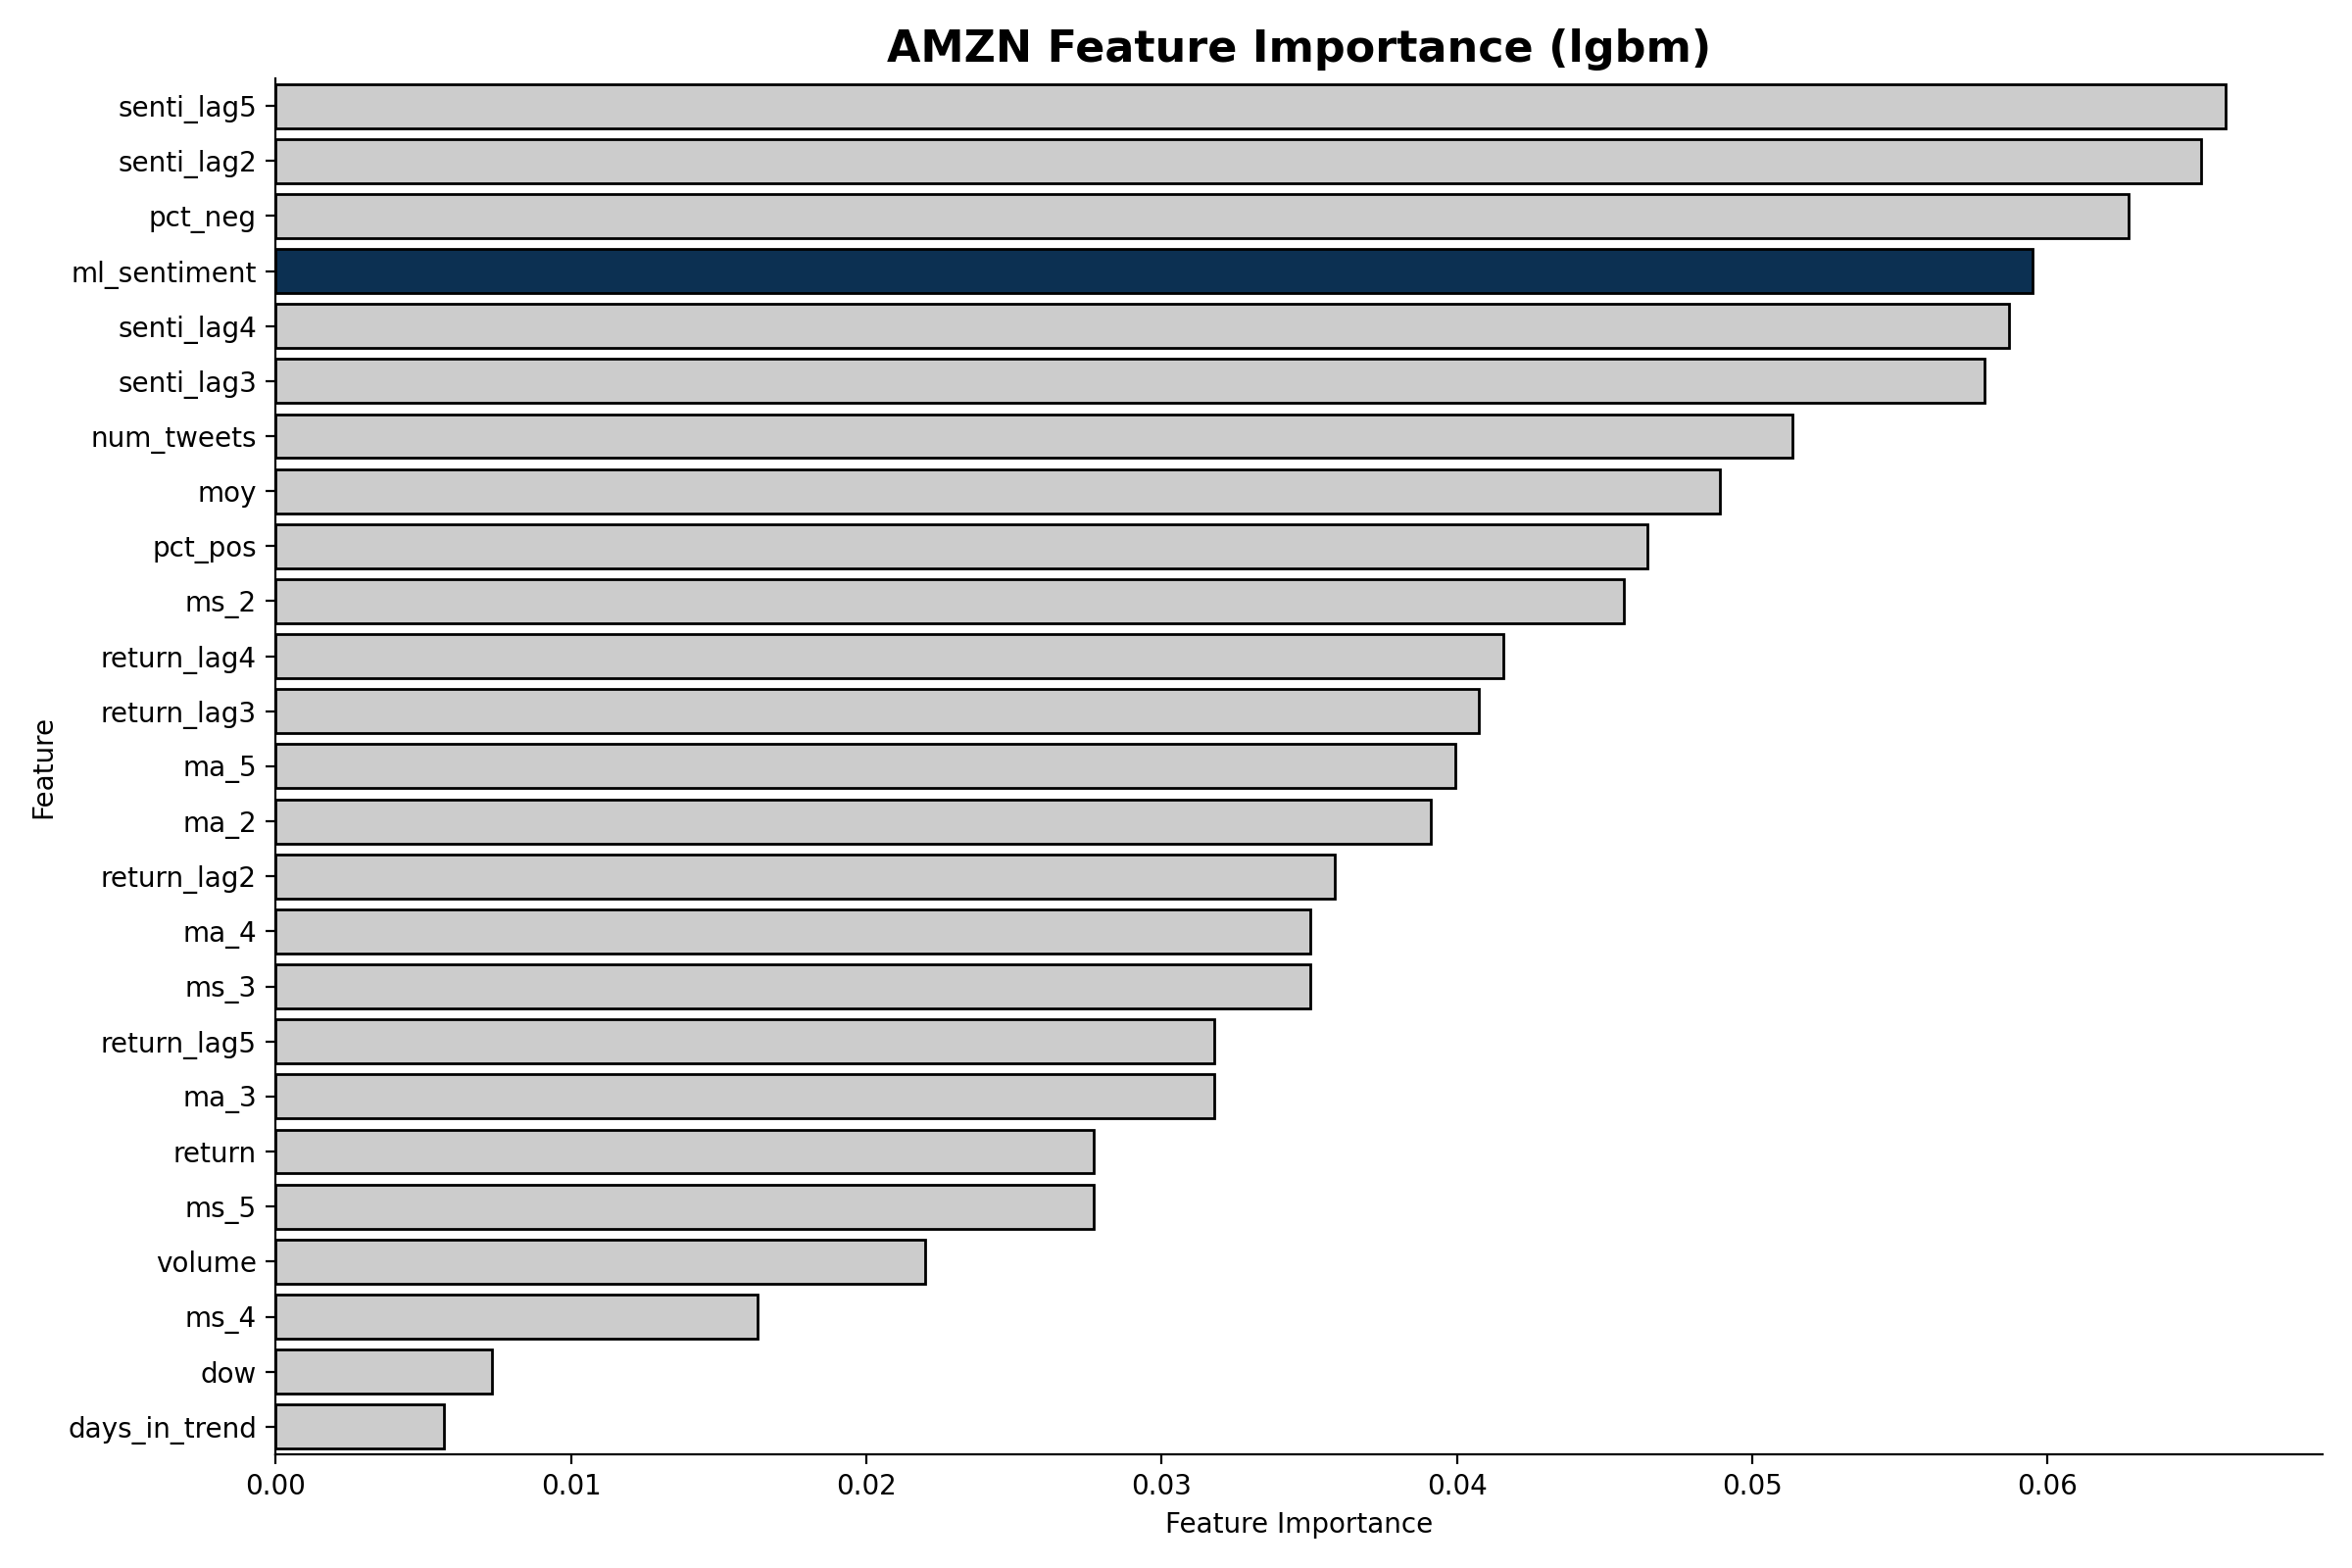 AMZN Feature Importance (lgbm)
senti_lag5
senti_lag2
pct_neg
ml_sentiment
senti_lag4
senti_lag3
num_tweets
moy
pct_pos
ms_2
return_lag4
return_lag3
ma_5
ma_2
return_lag2
ma_4
ms_3
return_lag5
ma_3
return
ms_5
volume
ms_4
dow
days_in_trend
Feature
0.00 0.01 0.02 0.03 0.04 0.05 0.06
Feature Importance